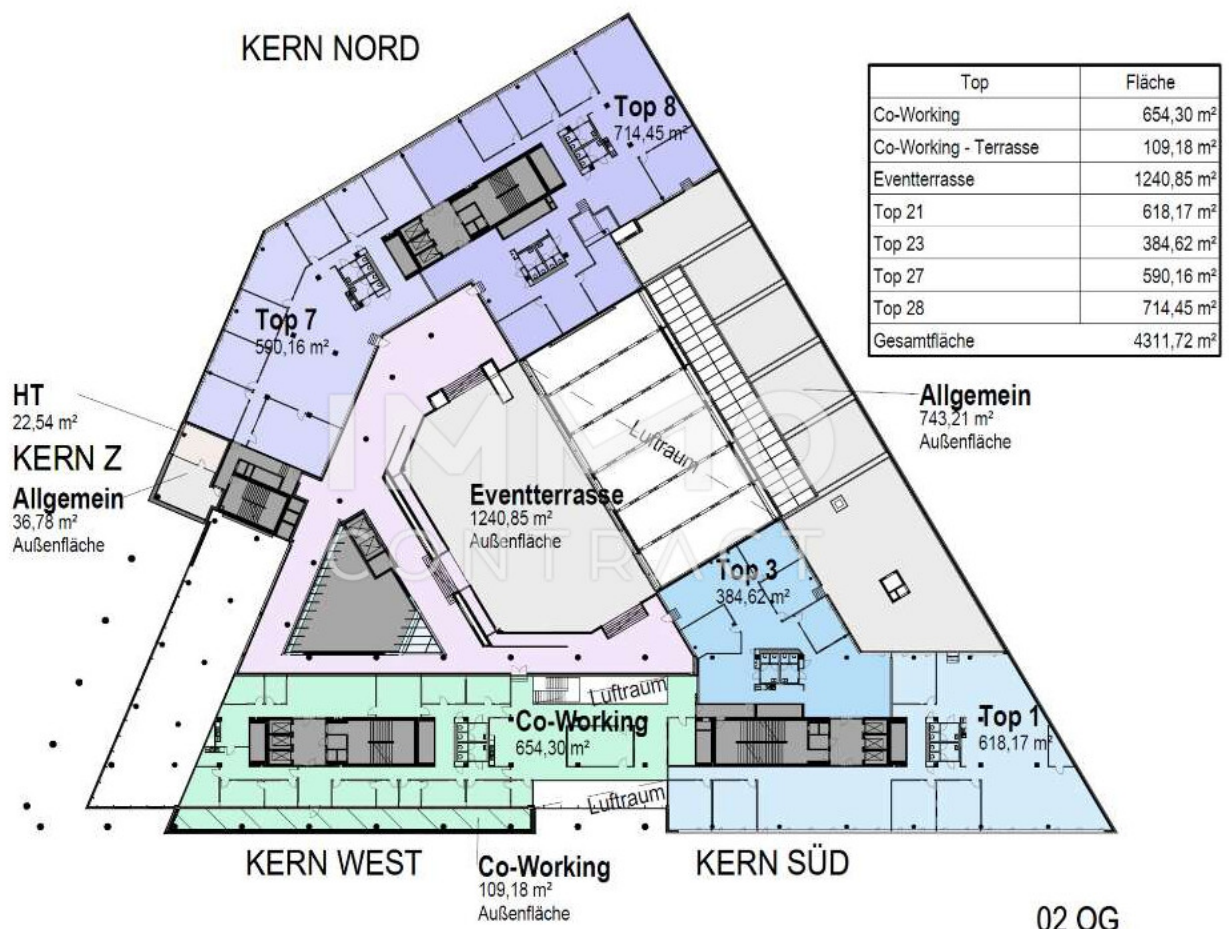 KERN NORD
Top Fläche
Co-Working 654,30 m²
Co-Working - Terrasse 109,18 m²
Eventterrasse 1240,85 m²
Top 21 618,17 m²
Top 23 384,62 m²
Top 27 590,16 m²
Top 28 714,45 m²
Gesamtfläche 4311,72 m²
Top 8
714,45 m²
Top 7
590,16 m²
HT
22,54 m²
KERN Z
Allgemein
36,78 m²
Außenfläche
Allgemein
743,21 m²
Außenfläche
Luftraum
IMMO
CONTRACT
Eventterrasse
1240,85 m²
Außenfläche
Top 3
384,62 m²
Luftraum
Co-Working
654,30 m²
Top 1
618,17 m²
Luftraum
KERN WEST
Co-Working
109,18 m²
Außenfläche
KERN SÜD
02 OG